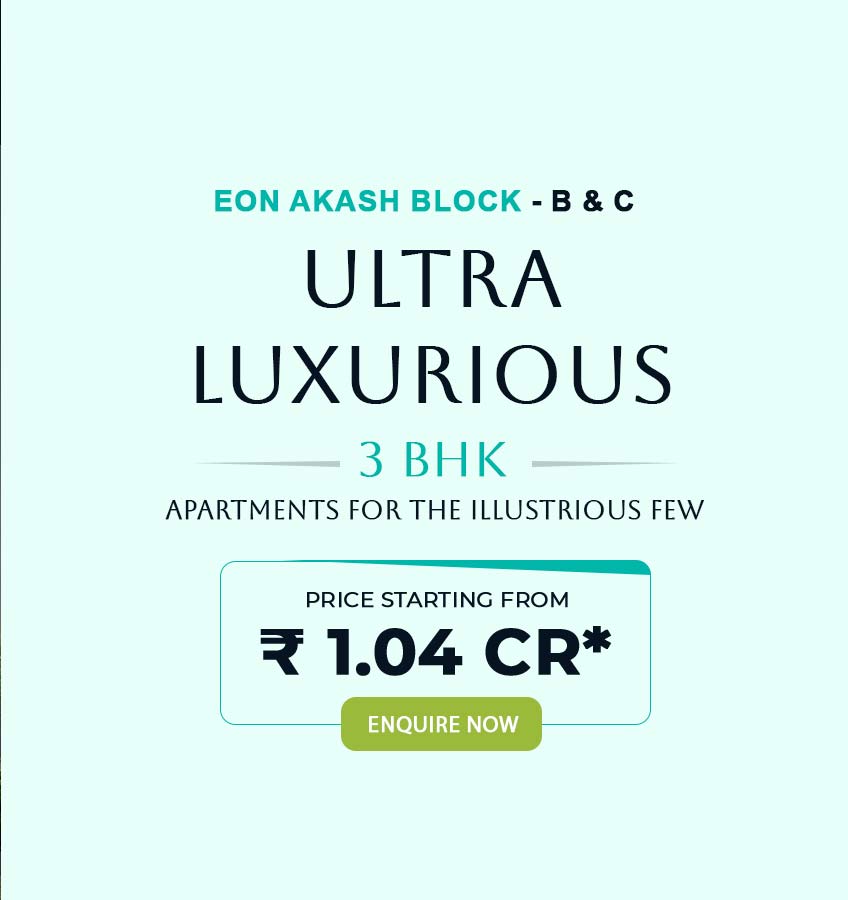 EON AKASH BLOCK - B & C
ULTRA
LUXURIOUS
3 BHK
APARTMENTS FOR THE ILLUSTRIOUS FEW
PRICE STARTING FROM
₹ 1.04 CR*
ENQUIRE NOW